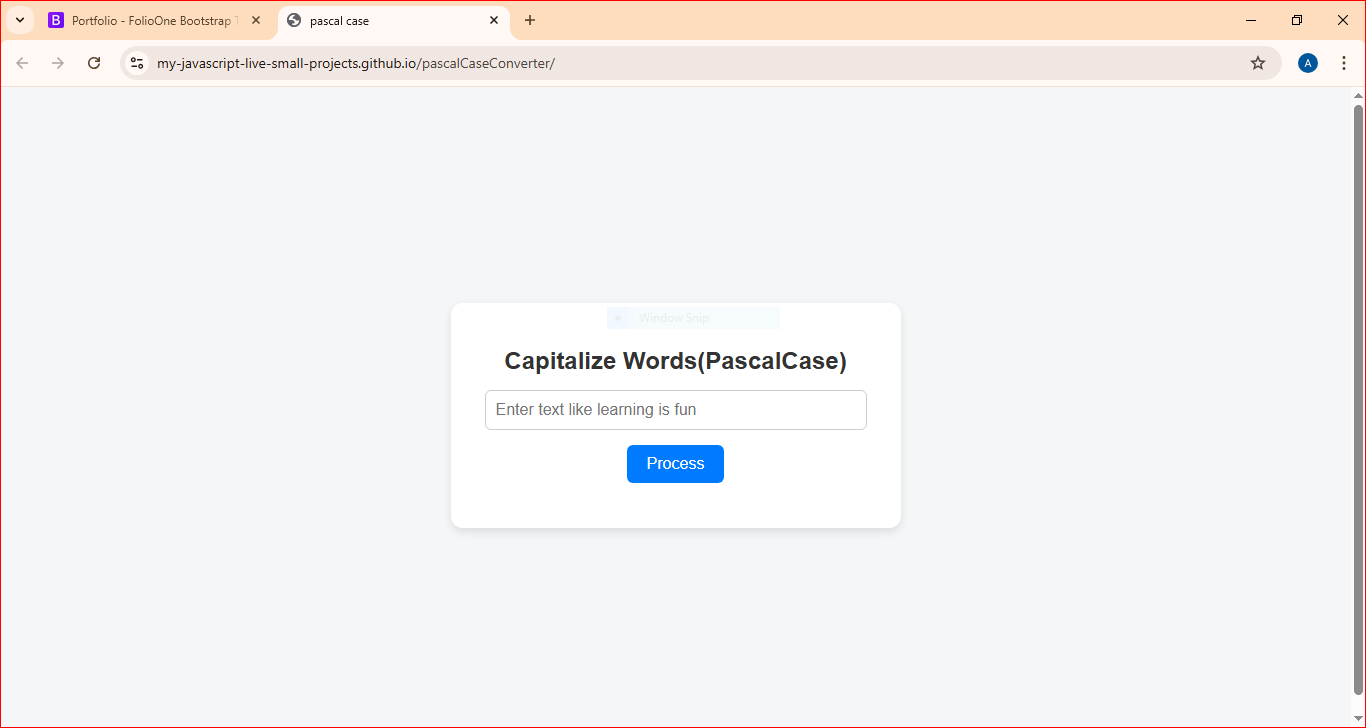 Portfolio - FolioOne Bootstrap
pascal case
my-javascript-live-small-projects.github.io/pascalCaseConverter/
A
Window Snip
Capitalize Words(PascalCase)
Enter text like learning is fun
Process